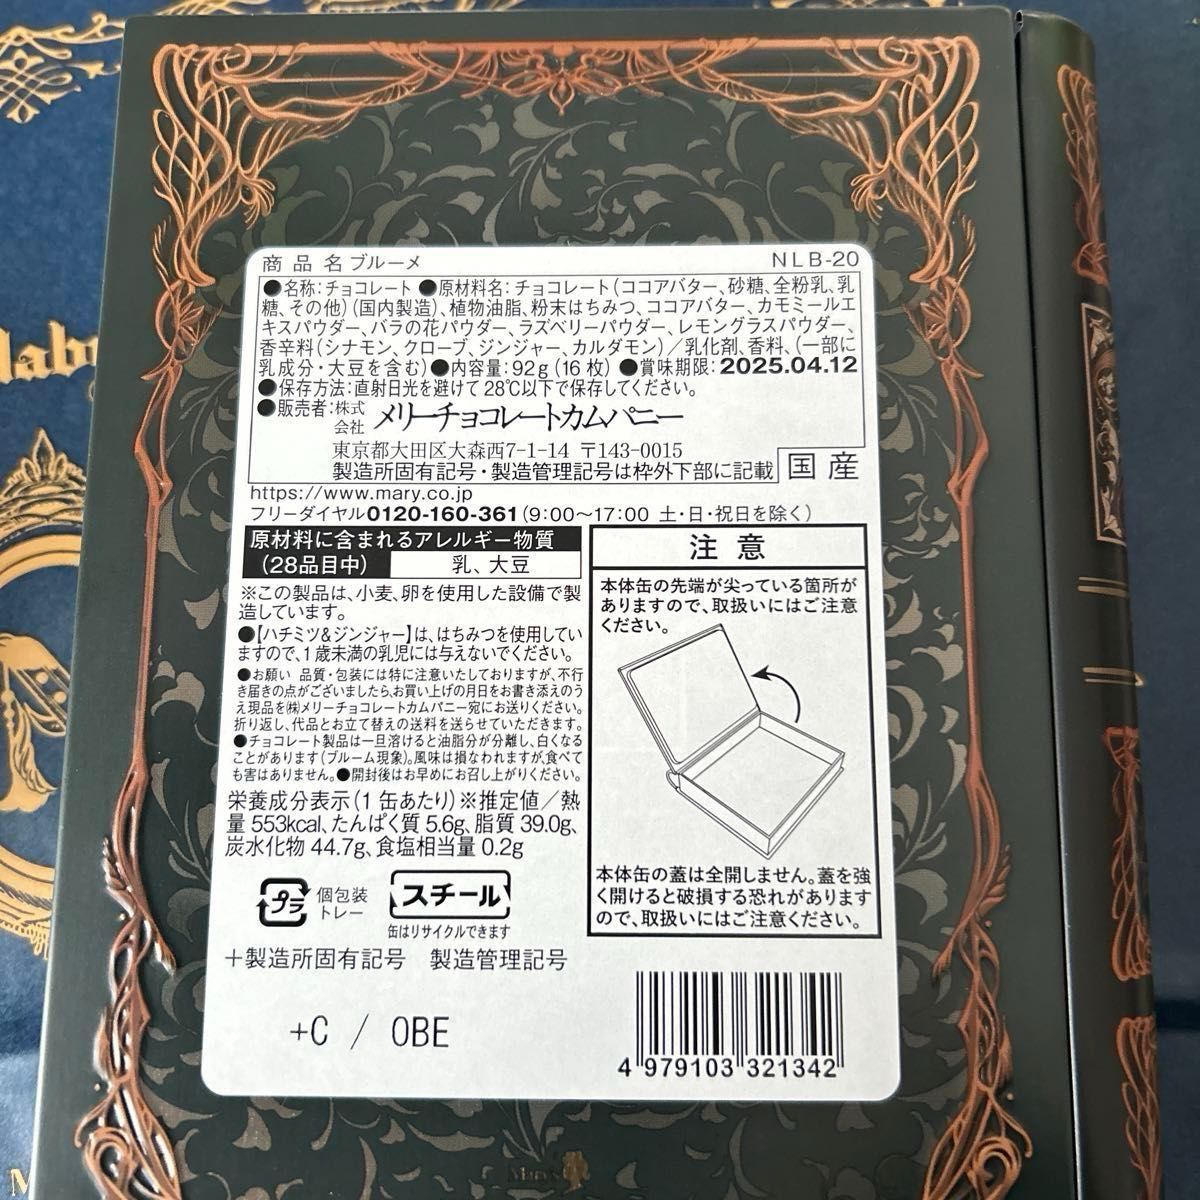 商品名 ブルーメ NLB-20
●名称:チョコレート ●原材料名:チョコレート(ココアバター、砂糖、全粉乳、乳
糖、その他)(国内製造)、植物油脂、粉末はちみつ、ココアバター、カモミールエ
キスパウダー、バラの花パウダー、ラズベリーパウダー、レモングラスパウダー、
香辛料(シナモン、クローブ、ジンジャー、カルダモン)/乳化剤、香料、(一部に
乳成分・大豆を含む)●内容量:92g(16枚)●賞味期限:2025.04.12
●保存方法:直射日光を避けて28℃以下で保存してください。
●販売者:株式会社 メリーチョコレートカムパニー
東京都大田区大森西7-1-14 〒143-0015
製造所固有記号・製造管理記号は枠外下部に記載
国産
https://www.mary.co.jp
フリーダイヤル0120-160-361(9:00〜17:00 土・日・祝日を除く)
原材料に含まれるアレルギー物質
(28品目中) 乳、大豆
※この製品は、小麦、卵を使用した設備で製
造しています。
●【ハチミツ&ジンジャー】は、はちみつを使用してい
ますので、1歳未満の乳児には与えないでください。
●お願い 品質・包装には特に注意いたしておりますが、不行
き届きの点がございましたら、お買い上げの月日をお書き添えのう
え現品を㈱メリーチョコレートカムパニー宛にお送りください。
折り返し、代品とお立て替えの送料を送らせていただきます。
●チョコレート製品は一旦溶けると油脂分が分離し、白くなる
ことがあります(ブルーム現象)。風味は損なわれますが、食べて
も害はありません。●開封後はお早めにお召し上がりください。
栄養成分表示(1缶あたり)※推定値/熱
量 553kcal、たんぱく質 5.6g、脂質 39.0g、
炭水化物 44.7g、食塩相当量 0.2g
プラ
個包装
トレー
スチール
缶はリサイクルできます
注意
本体缶の先端が尖っている箇所が
ありますので、取扱いにはご注意
ください。
本体缶の蓋は全開しません。蓋を強
く開けると破損する恐れがあります
ので、取扱いにはご注意ください。
+製造所固有記号 製造管理記号
+C / OBE
4 979103 321342
Mary's